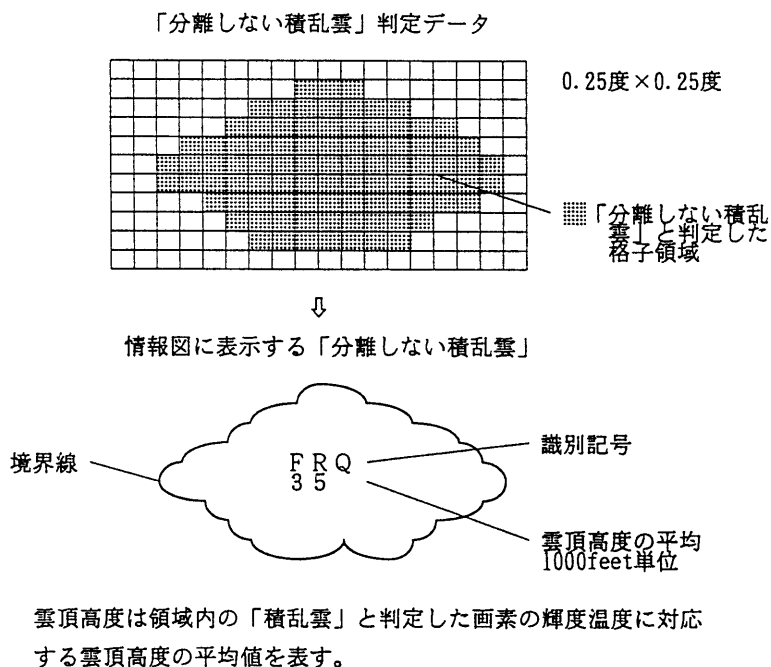 「分離しない積乱雲」判定データ
0.25度×0.25度
「分離しない積乱
雲」と判定した
格子領域
⇩
情報図に表示する「分離しない積乱雲」
境界線
FRQ
35
識別記号
雲頂高度の平均
1000feet単位
雲頂高度は領域内の「積乱雲」と判定した画素の輝度温度に対応
する雲頂高度の平均値を表す。